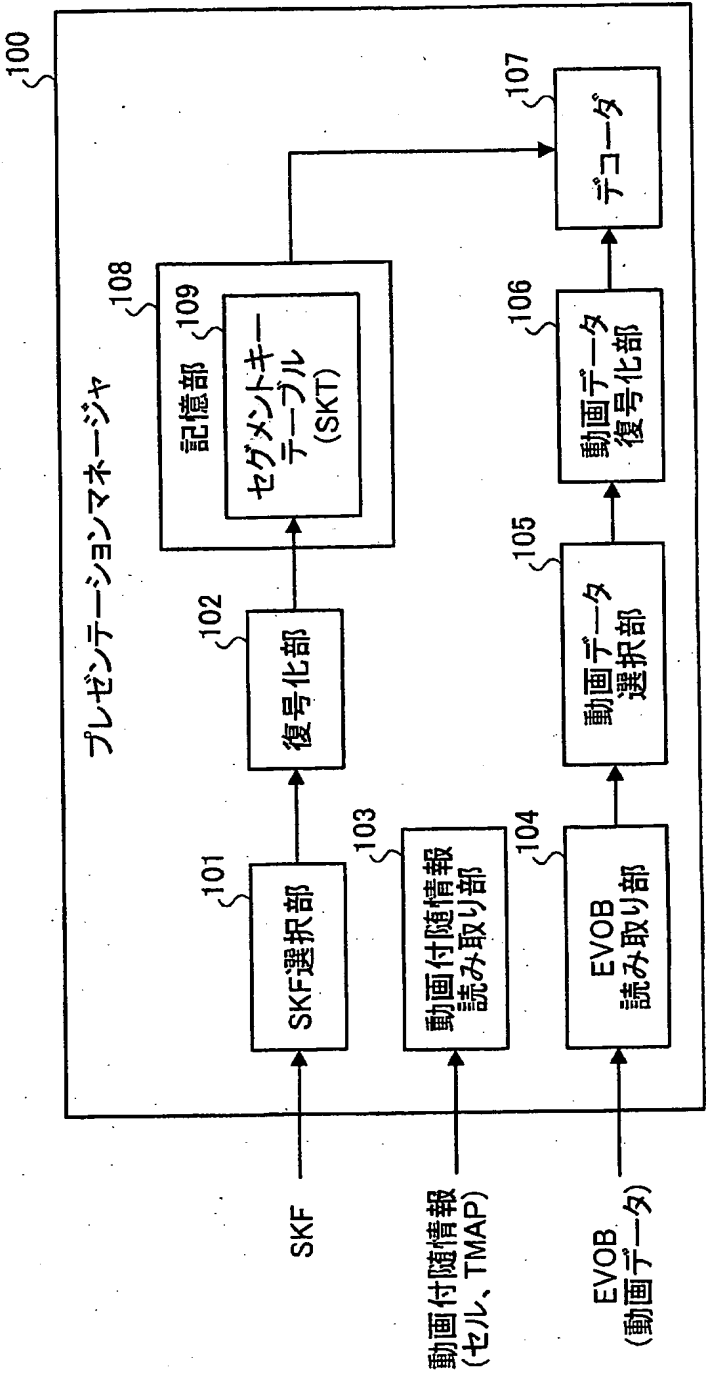 100
プレゼンテーションマネージャ
SKF
101
SKF選択部
102
復号化部
108
記憶部
109
セグメントキー
テーブル
(SKT)
動画付随情報
(セル、TMAP)
103
動画付随情報
読み取り部
EVOB
(動画データ)
104
EVOB
読み取り部
105
動画データ
選択部
106
動画データ
復号化部
107
デコーダ